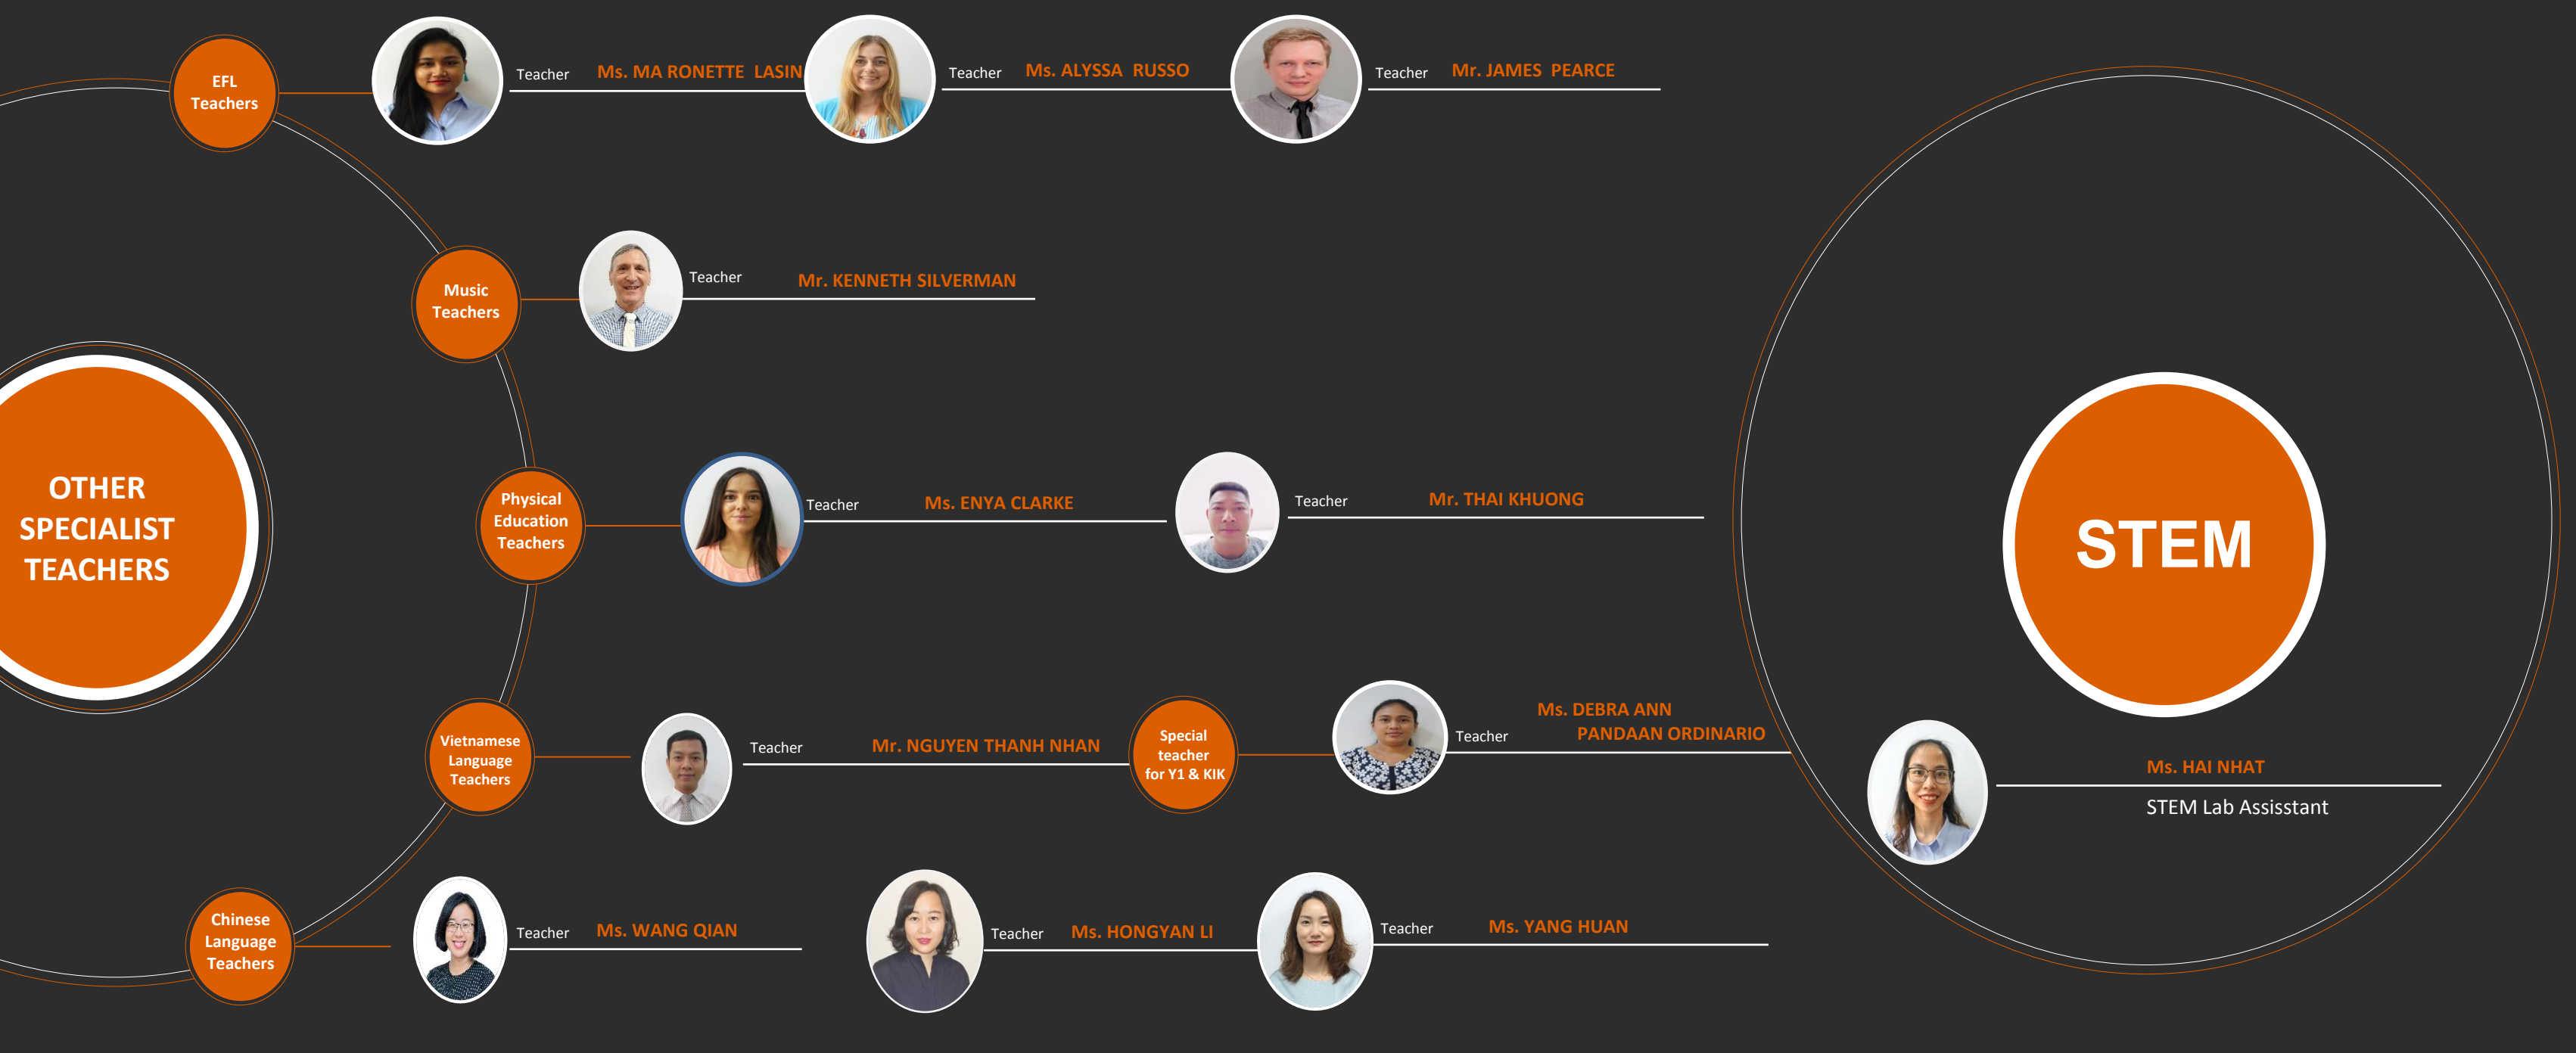 EFL
Teachers
Teacher Ms. MA RONETTE LASIN
Teacher Ms. ALYSSA RUSSO
Teacher Mr. JAMES PEARCE
Music
Teachers
Teacher Mr. KENNETH SILVERMAN
OTHER
SPECIALIST
TEACHERS
Physical
Education
Teachers
Teacher Ms. ENYA CLARKE
Teacher Mr. THAI KHUONG
Vietnamese
Language
Teachers
Teacher Mr. NGUYEN THANH NHAN
Special
teacher
for Y1 & KIK
Teacher
Ms. DEBRA ANN
PANDAAN ORDINARIO
Chinese
Language
Teachers
Teacher Ms. WANG QIAN
Teacher Ms. HONGYAN LI
Teacher Ms. YANG HUAN
STEM
Ms. HAI NHAT
STEM Lab Assisstant